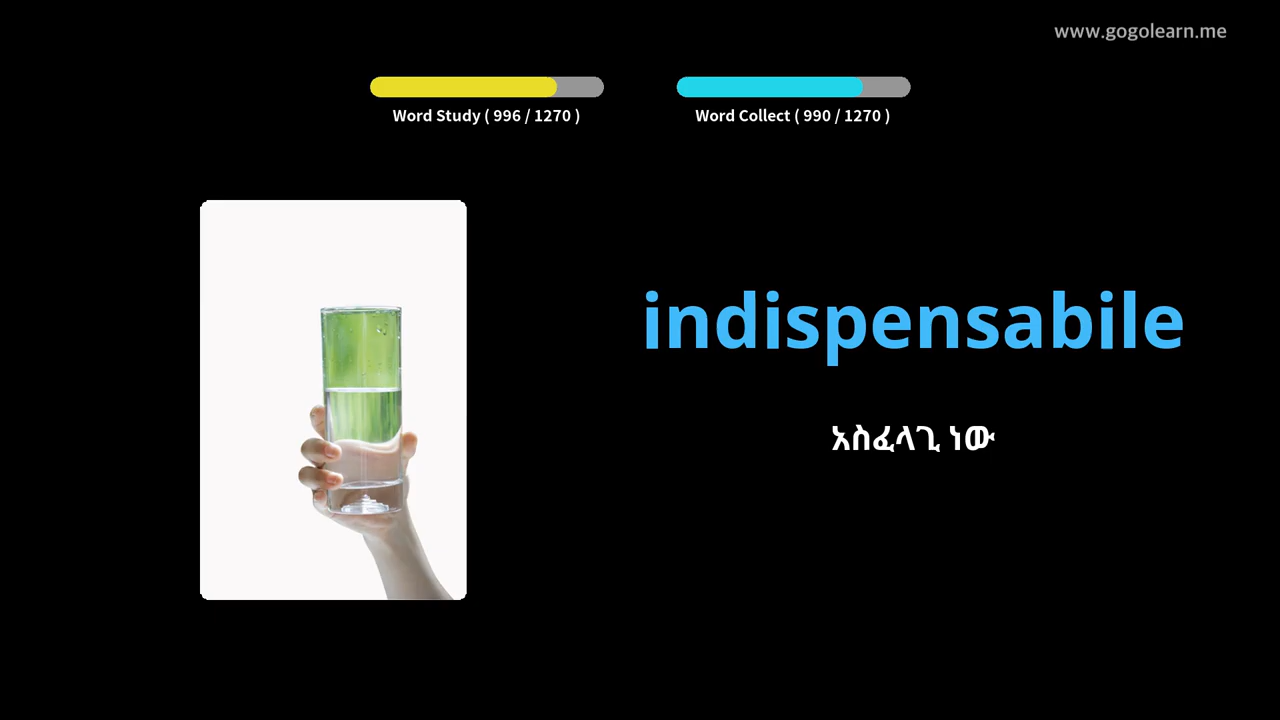 www.gogolearn.me
Word Study ( 996 / 1270 )
Word Collect ( 990 / 1270 )
indispensabile
አስፈላጊ ነው